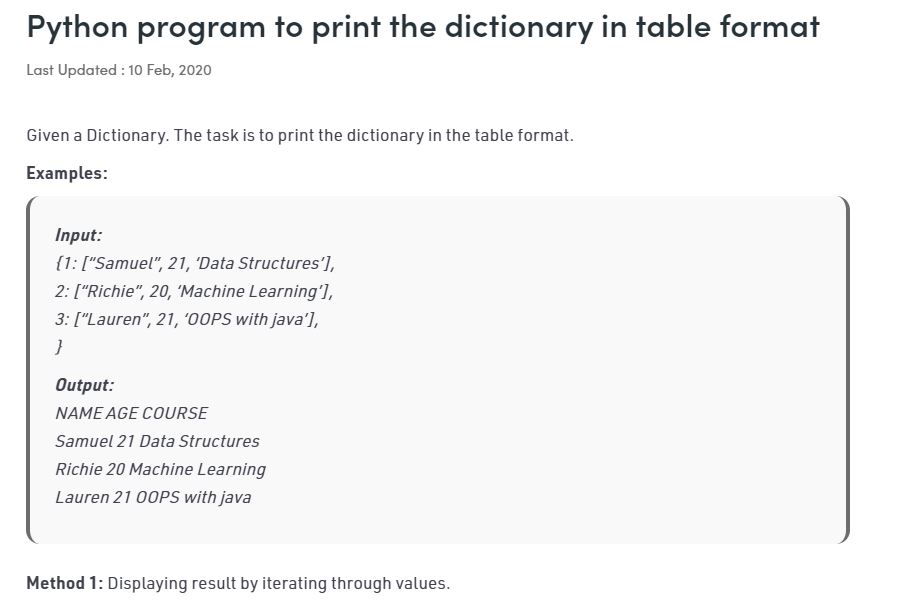 Python program to print the dictionary in table format
Last Updated : 10 Feb, 2020
Given a Dictionary. The task is to print the dictionary in the table format.
Examples:
Input:
{1: [“Samuel”, 21, ‘Data Structures’],
2: [“Richie”, 20, ‘Machine Learning’],
3: [“Lauren”, 21, ‘OOPS with java’],
}
Output:
NAME AGE COURSE
Samuel 21 Data Structures
Richie 20 Machine Learning
Lauren 21 OOPS with java
Method 1: Displaying result by iterating through values.